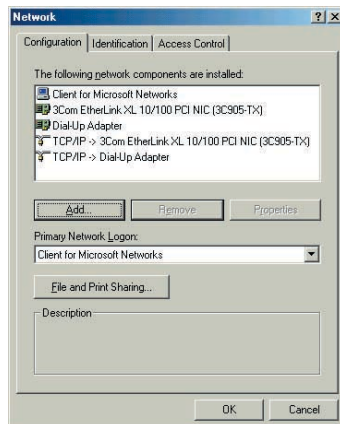 Network
Configuration Identification Access Control
The following network components are installed:
Client for Microsoft Networks
3Com EtherLink XL 10/100 PCI NIC (3C905-TX)
Dial-Up Adapter
TCP/IP -> 3Com EtherLink XL 10/100 PCI NIC (3C905-TX)
TCP/IP -> Dial-Up Adapter
Add... Remove Properties
Primary Network Logon:
Client for Microsoft Networks
File and Print Sharing...
Description
OK Cancel